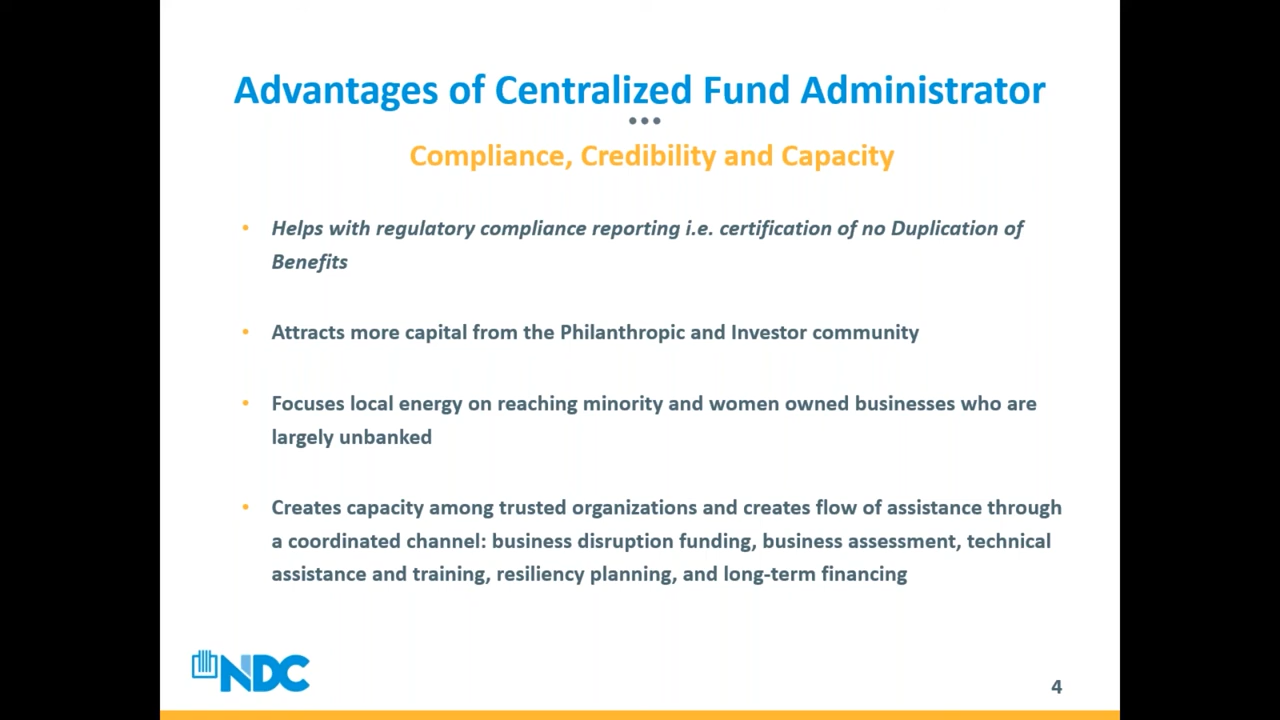 Advantages of Centralized Fund Administrator
Compliance, Credibility and Capacity
• Helps with regulatory compliance reporting i.e. certification of no Duplication of
Benefits
• Attracts more capital from the Philanthropic and Investor community
• Focuses local energy on reaching minority and women owned businesses who are
largely unbanked
• Creates capacity among trusted organizations and creates flow of assistance through
a coordinated channel: business disruption funding, business assessment, technical
assistance and training, resiliency planning, and long-term financing
NDC
4